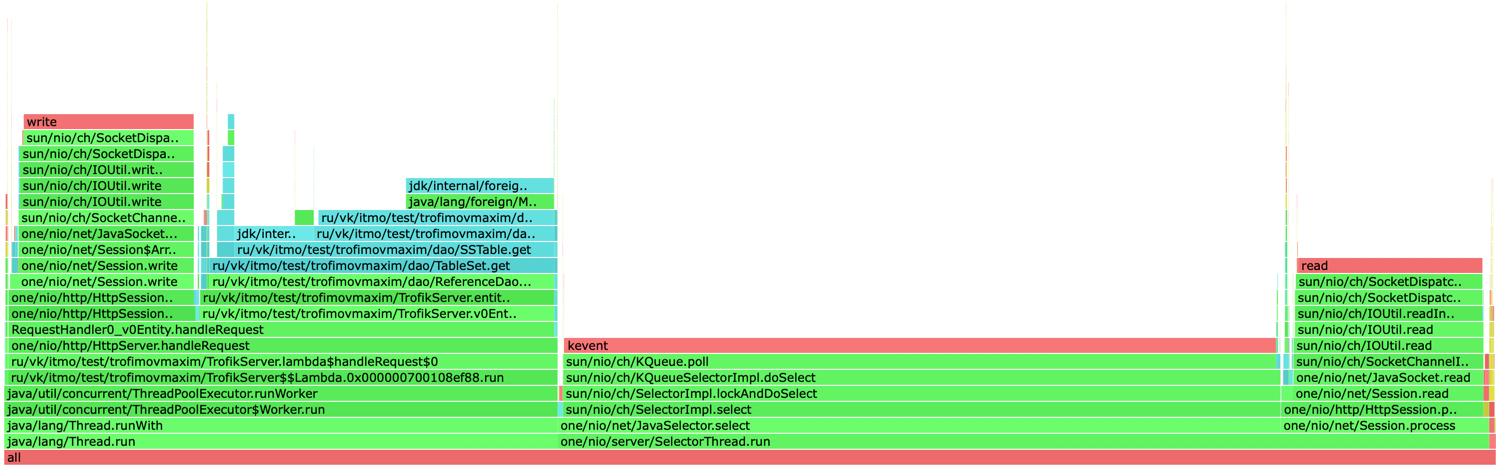 write
sun/nio/ch/SocketDispa..
sun/nio/ch/SocketDispa..
sun/nio/ch/IOUtil.writ..
sun/nio/ch/IOUtil.write
jdk/internal/foreig..
sun/nio/ch/IOUtil.write
java/lang/foreign/M..
sun/nio/ch/SocketChanne..
ru/vk/itmo/test/trofimovmaxim/d..
one/nio/net/JavaSocket...
jdk/inter..
ru/vk/itmo/test/trofimovmaxim/da..
one/nio/net/Session$Arr..
ru/vk/itmo/test/trofimovmaxim/dao/SSTable.get
one/nio/net/Session.write
ru/vk/itmo/test/trofimovmaxim/dao/TableSet.get
read
one/nio/net/Session.write
ru/vk/itmo/test/trofimovmaxim/dao/ReferenceDao...
sun/nio/ch/SocketDispatc..
one/nio/http/HttpSession..
ru/vk/itmo/test/trofimovmaxim/TrofikServer.entit..
sun/nio/ch/SocketDispatc..
one/nio/http/HttpSession..
ru/vk/itmo/test/trofimovmaxim/TrofikServer.v0Ent..
sun/nio/ch/IOUtil.readIn..
RequestHandler0_v0Entity.handleRequest
sun/nio/ch/IOUtil.read
one/nio/http/HttpServer.handleRequest
kevent
sun/nio/ch/IOUtil.read
ru/vk/itmo/test/trofimovmaxim/TrofikServer.lambda$handleRequest$0
sun/nio/ch/KQueue.poll
sun/nio/ch/SocketChannelI..
ru/vk/itmo/test/trofimovmaxim/TrofikServer$$Lambda.0x000000700108ef88.run
sun/nio/ch/KQueueSelectorImpl.doSelect
one/nio/net/JavaSocket.read
java/util/concurrent/ThreadPoolExecutor.runWorker
sun/nio/ch/SelectorImpl.lockAndDoSelect
one/nio/net/Session.read
java/util/concurrent/ThreadPoolExecutor$Worker.run
sun/nio/ch/SelectorImpl.select
one/nio/http/HttpSession.p..
java/lang/Thread.runWith
one/nio/net/JavaSelector.select
one/nio/net/Session.process
java/lang/Thread.run
one/nio/server/SelectorThread.run
all